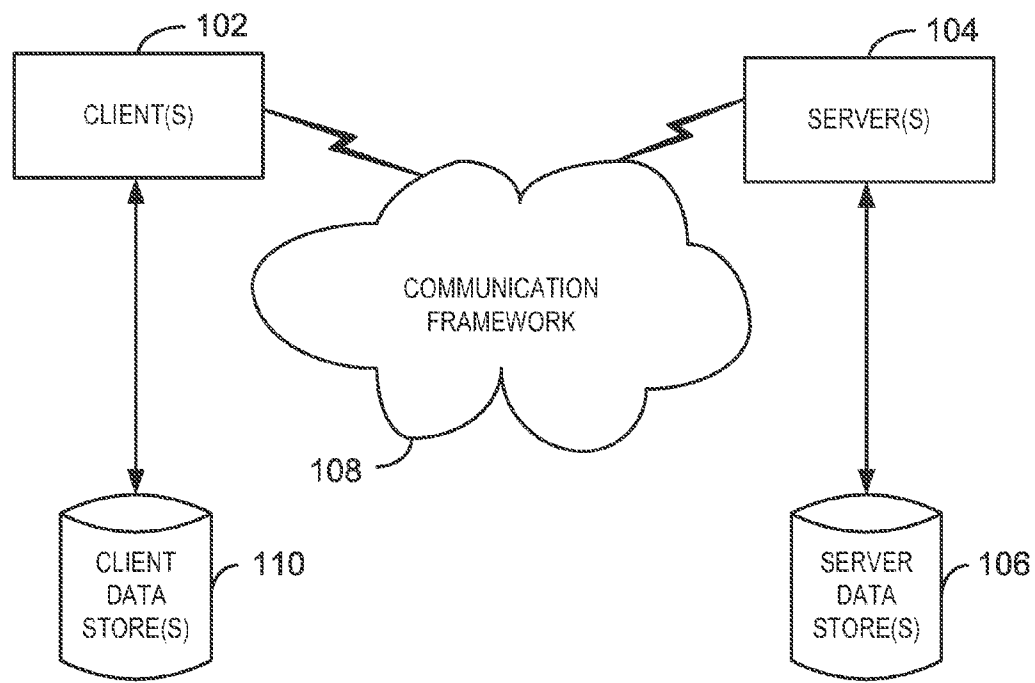 102
104
CLIENT(S)
SERVER(S)
COMMUNICATION
FRAMEWORK
108
CLIENT
DATA
STORE(S)
110
SERVER
DATA
STORE(S)
106